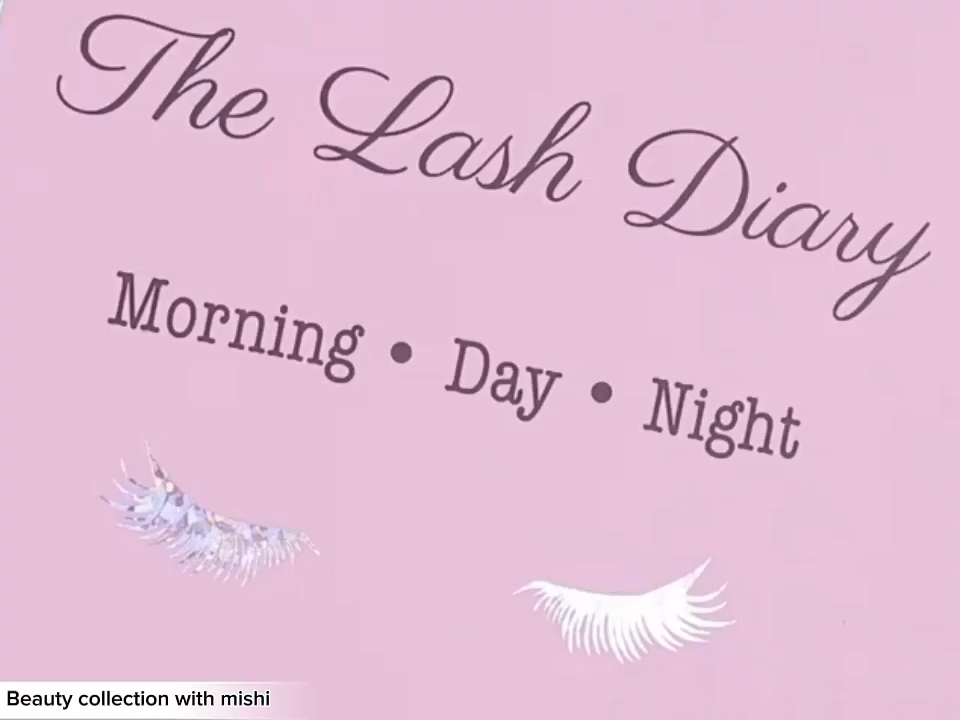 The Lash Diary
Morning • Day • Night
Beauty collection with mishi